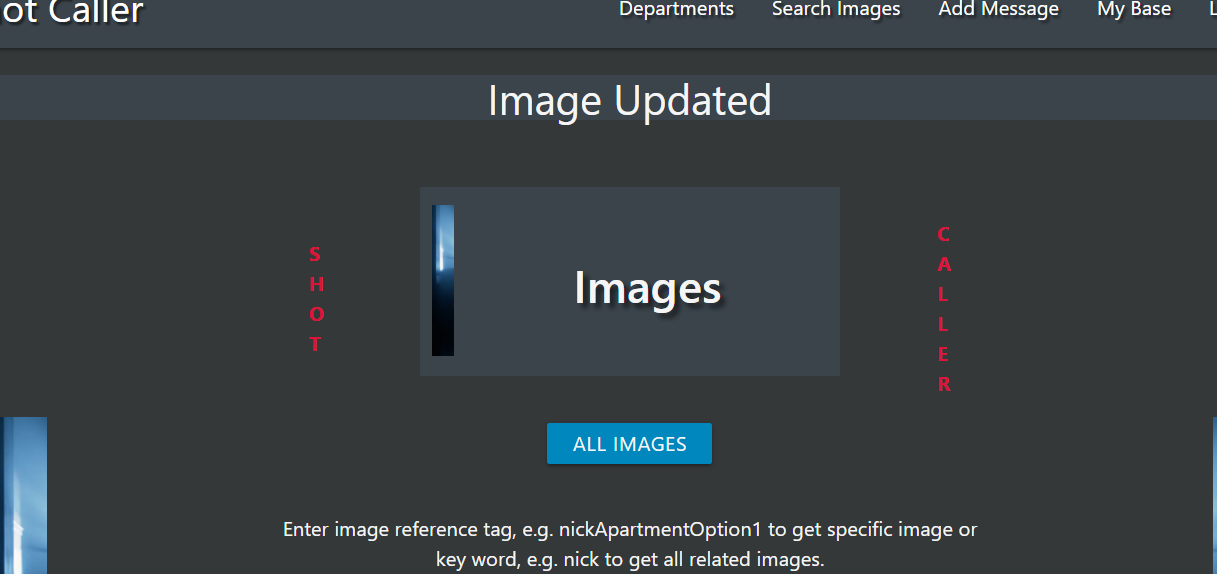 ot Caller
Departments Search Images Add Message My Base L
Image Updated
S
H
O
T
Images
C
A
L
L
E
R
ALL IMAGES
Enter image reference tag, e.g. nickApartmentOption1 to get specific image or
key word, e.g. nick to get all related images.